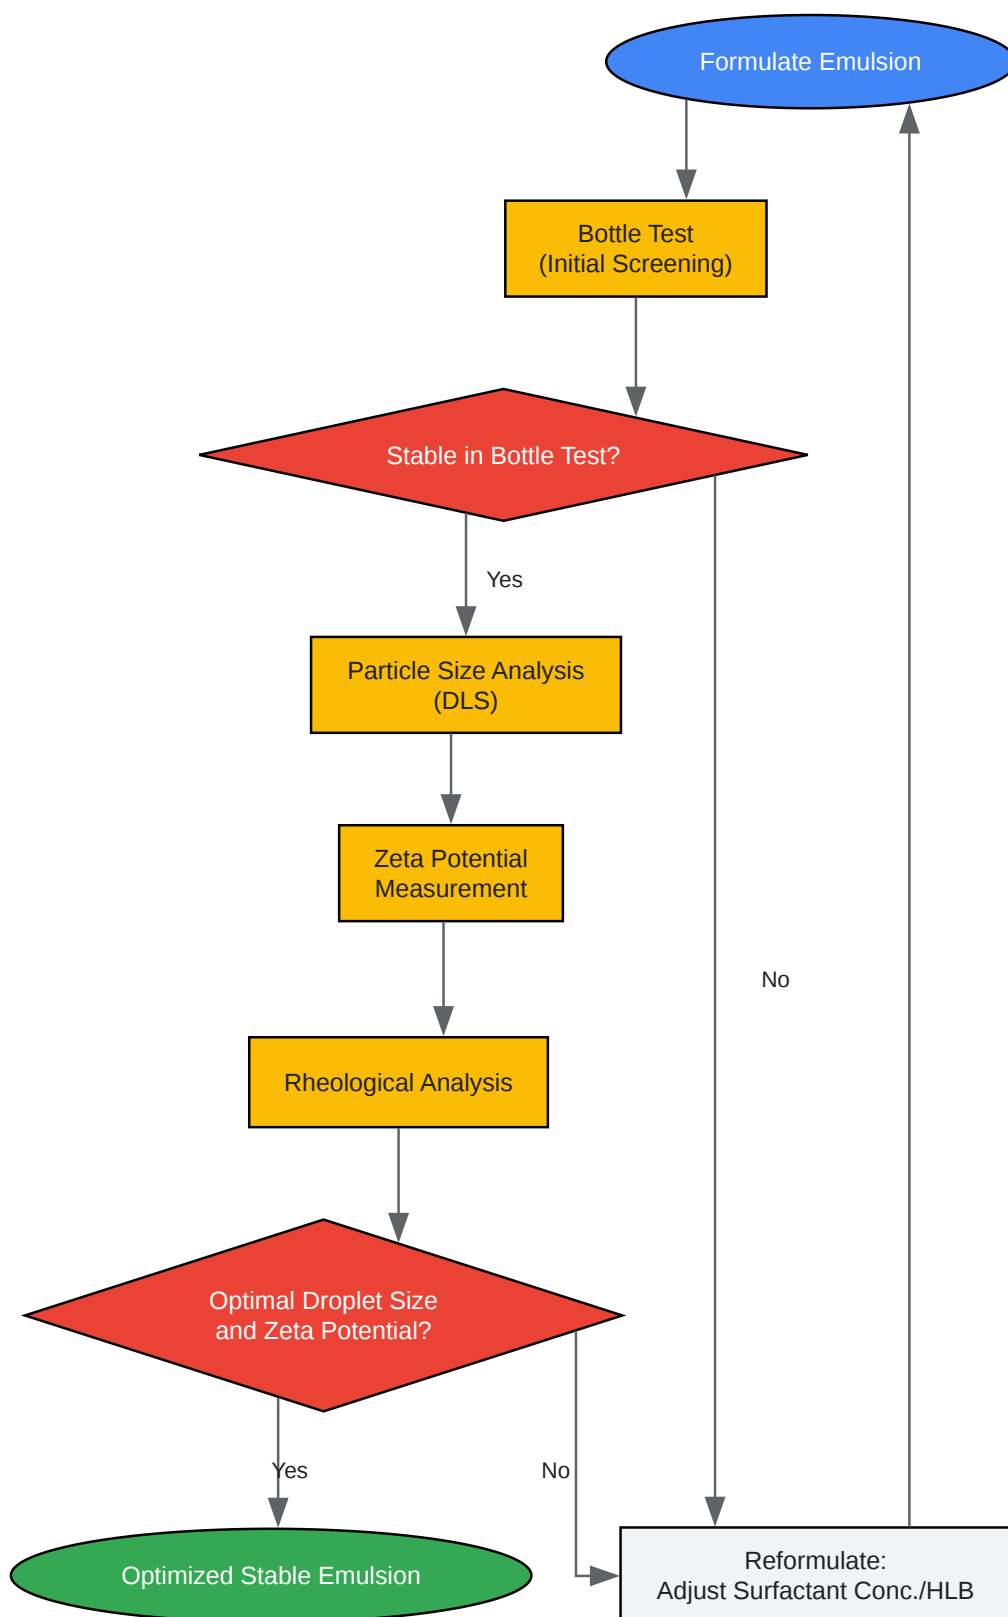 Formulate Emulsion
Bottle Test
(Initial Screening)
Stable in Bottle Test?
Yes
Particle Size Analysis
(DLS)
Zeta Potential
Measurement
No
Rheological Analysis
Optimal Droplet Size
and Zeta Potential?
Yes
No
Optimized Stable Emulsion
Reformulate:
Adjust Surfactant Conc./HLB